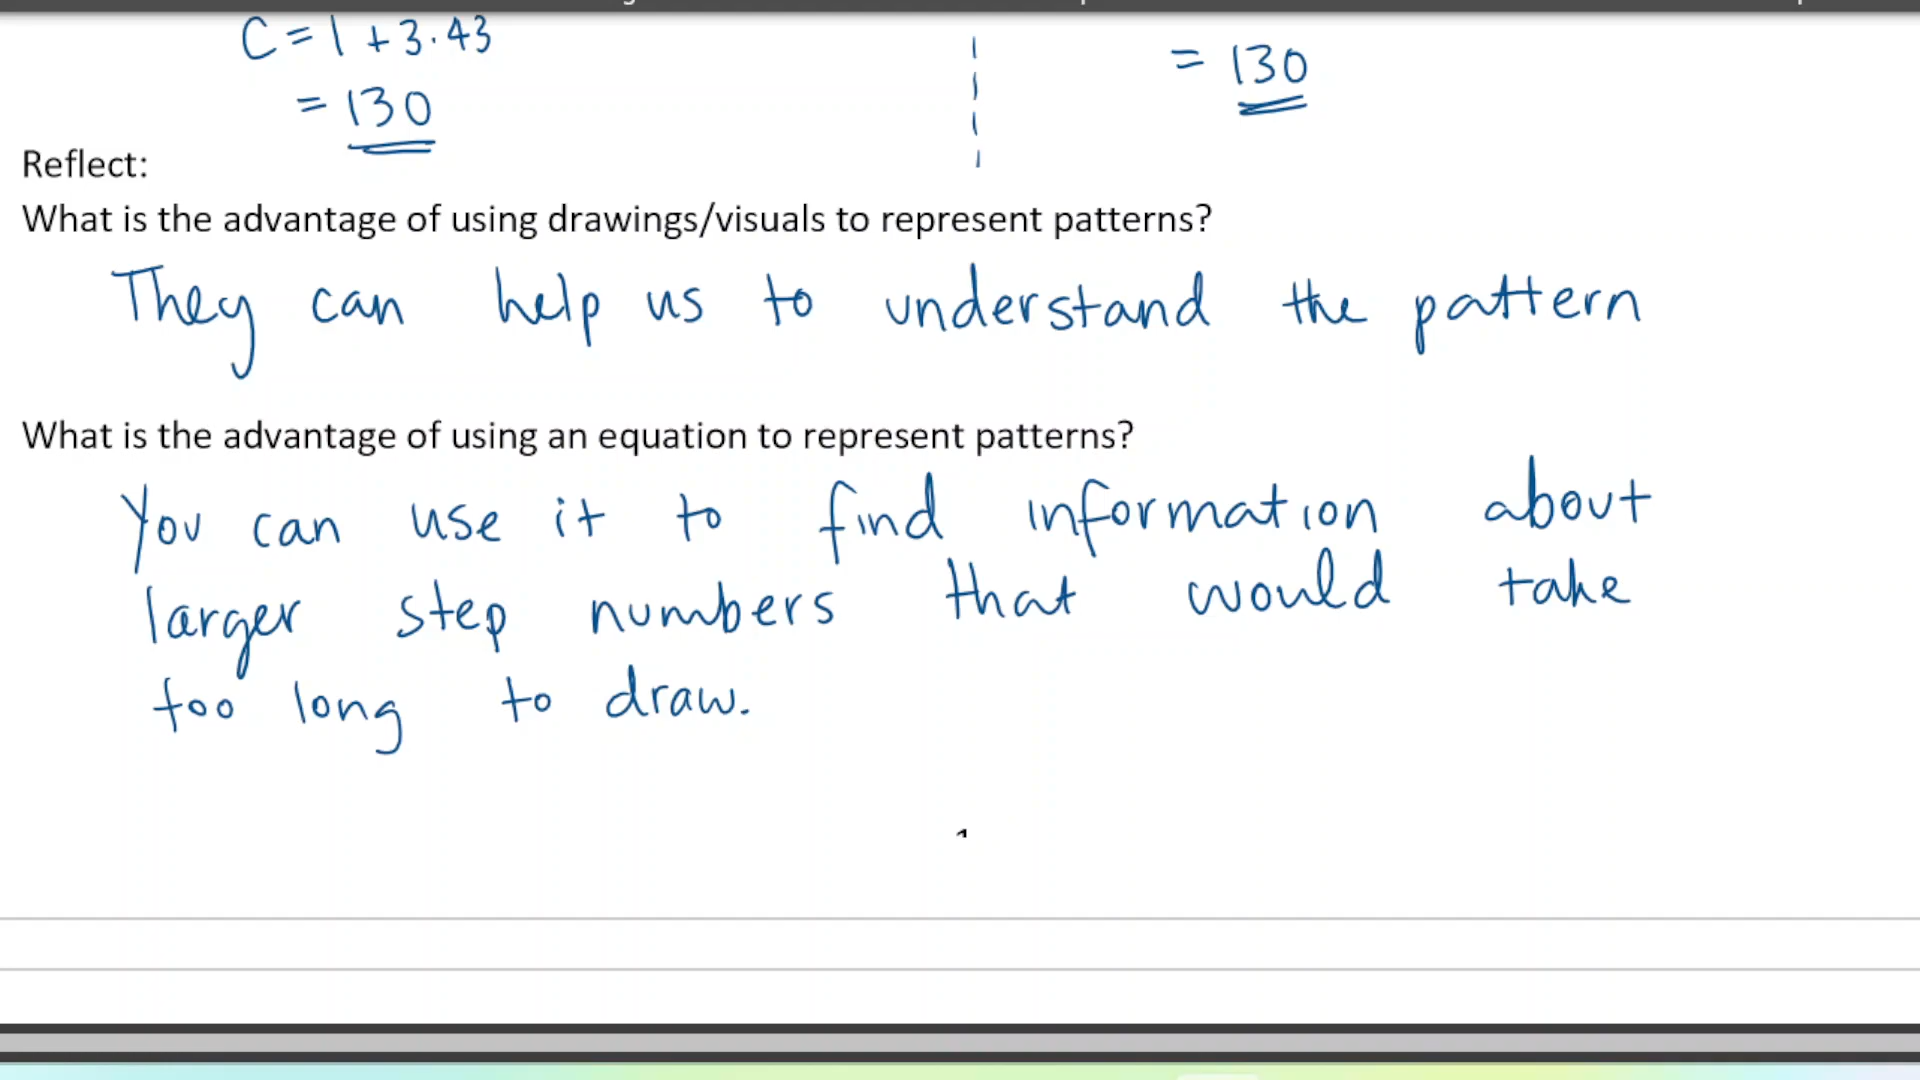 C = 1 + 3·43
= 130
= 130
Reflect:
What is the advantage of using drawings/visuals to represent patterns?
They can help us to understand the pattern
What is the advantage of using an equation to represent patterns?
You can use it to find information about
larger step numbers that would take
too long to draw.